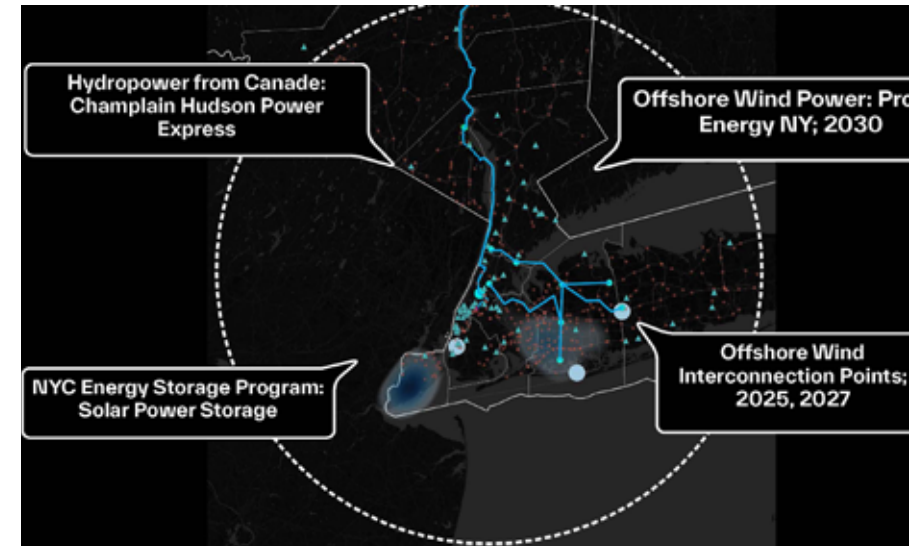 Hydropower from Canade:
Champlain Hudson Power
Express
Offshore Wind Power: Pro
Energy NY; 2030
NYC Energy Storage Program:
Solar Power Storage
Offshore Wind
Interconnection Points;
2025, 2027